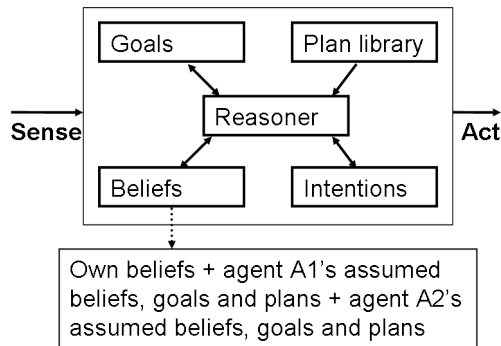 Goals
Plan library
Reasoner
Sense
Act
Beliefs
Intentions
Own beliefs + agent A1's assumed
beliefs, goals and plans + agent A2's
assumed beliefs, goals and plans